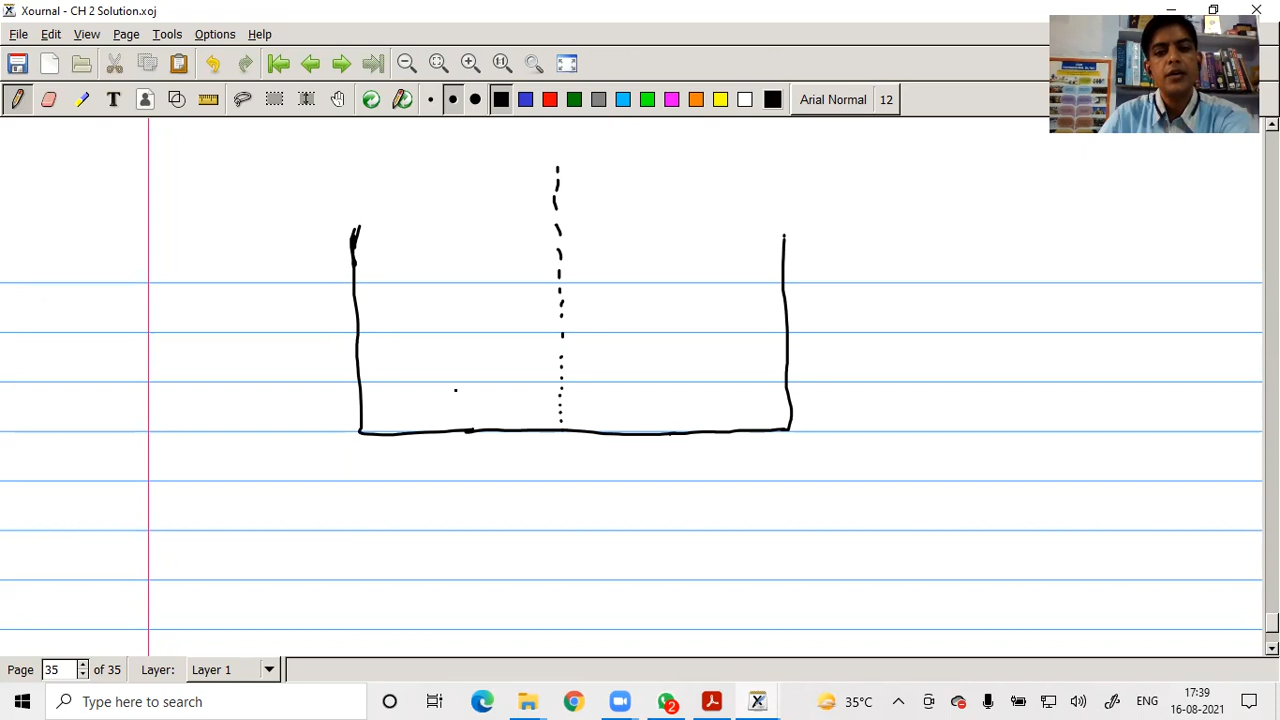 Xournal - CH 2 Solution.xoj
File Edit View Page Tools Options Help
Arial Normal 12
Page 35 of 35 Layer: Layer 1
Type here to search
2
35°C
ENG
17:39
16-08-2021